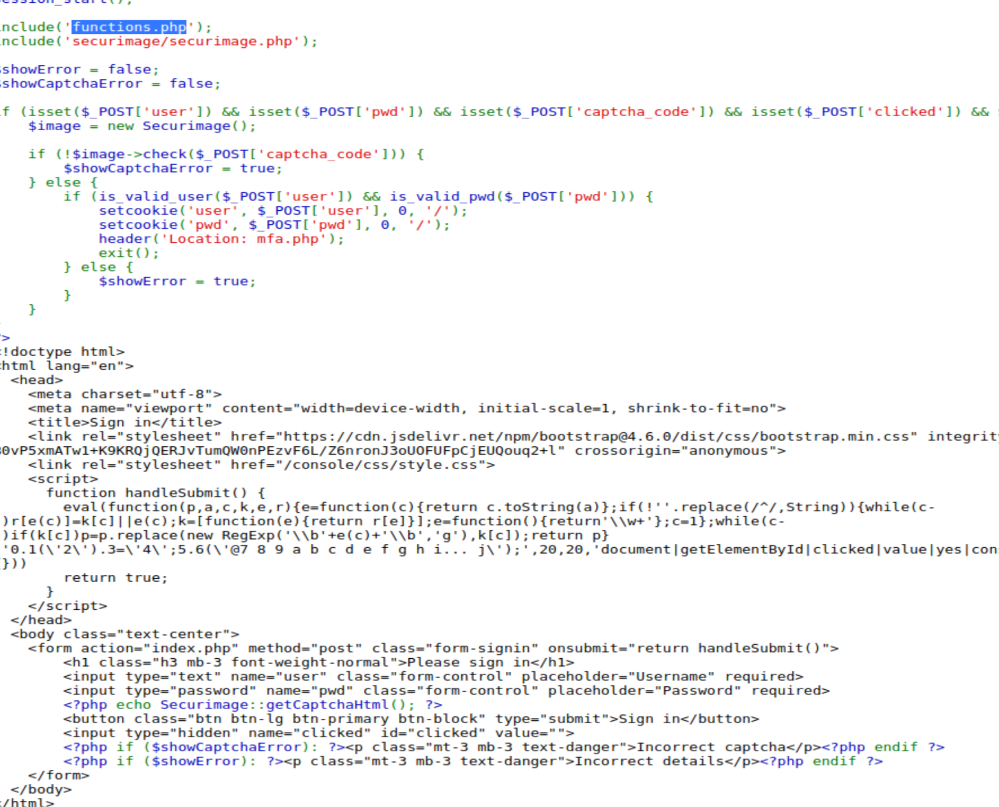 session_start();
include('functions.php');
include('securimage/securimage.php');
$showError = false;
$showCaptchaError = false;
if (isset($_POST['user']) && isset($_POST['pwd']) && isset($_POST['captcha_code']) && isset($_POST['clicked']) &&
    $image = new Securimage();
    if (!$image->check($_POST['captcha_code'])) {
        $showCaptchaError = true;
    } else {
        if (is_valid_user($_POST['user']) && is_valid_pwd($_POST['pwd'])) {
            setcookie('user', $_POST['user'], 0, '/');
            setcookie('pwd', $_POST['pwd'], 0, '/');
            header('Location: mfa.php');
            exit();
        } else {
            $showError = true;
        }
    }
?>
<!doctype html>
<html lang="en">
  <head>
    <meta charset="utf-8">
    <meta name="viewport" content="width=device-width, initial-scale=1, shrink-to-fit=no">
    <title>Sign in</title>
    <link rel="stylesheet" href="https://cdn.jsdelivr.net/npm/bootstrap@4.6.0/dist/css/bootstrap.min.css" integrity
0vP5xmATw1+K9KRQjQERJvTumQW0nPEzvF6L/Z6nronJ3oUOFUFpCjEUQouq2+l" crossorigin="anonymous">
    <link rel="stylesheet" href="/console/css/style.css">
    <script>
      function handleSubmit() {
        eval(function(p,a,c,k,e,r){e=function(c){return c.toString(a)};if(!''.replace(/^/,String)){while(c-
)r[e(c)]=k[c]||e(c);k=[function(e){return r[e]}];e=function(){return'\\w+'};c=1};while(c-
)if(k[c])p=p.replace(new RegExp('\\b'+e(c)+'\\b','g'),k[c]);return p}
'0.1(\'2\').3=\'4\';5.6(\'@7 8 9 a b c d e f g h i... j\');',20,20,'document|getElementById|clicked|value|yes|con
{}))
        return true;
      }
    </script>
  </head>
  <body class="text-center">
    <form action="index.php" method="post" class="form-signin" onsubmit="return handleSubmit()">
        <h1 class="h3 mb-3 font-weight-normal">Please sign in</h1>
        <input type="text" name="user" class="form-control" placeholder="Username" required>
        <input type="password" name="pwd" class="form-control" placeholder="Password" required>
        <?php echo Securimage::getCaptchaHtml(); ?>
        <button class="btn btn-lg btn-primary btn-block" type="submit">Sign in</button>
        <input type="hidden" name="clicked" id="clicked" value="">
        <?php if ($showCaptchaError): ?><p class="mt-3 mb-3 text-danger">Incorrect captcha</p><?php endif ?>
        <?php if ($showError): ?><p class="mt-3 mb-3 text-danger">Incorrect details</p><?php endif ?>
    </form>
  </body>
</html>